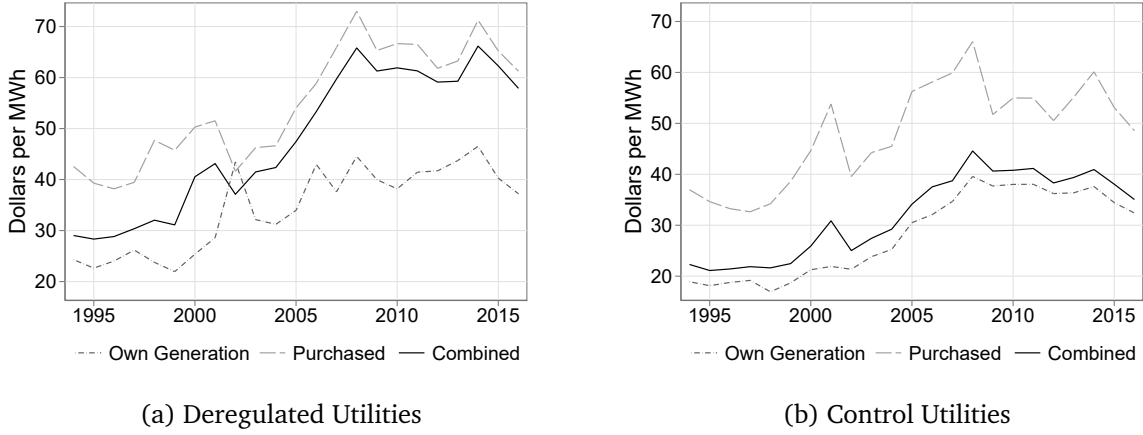 Dollars per MWh
70
60
50
40
30
20
1995 2000 2005 2010 2015
Own Generation Purchased Combined
(a) Deregulated Utilities
Dollars per MWh
70
60
50
40
30
20
1995 2000 2005 2010 2015
Own Generation Purchased Combined
(b) Control Utilities